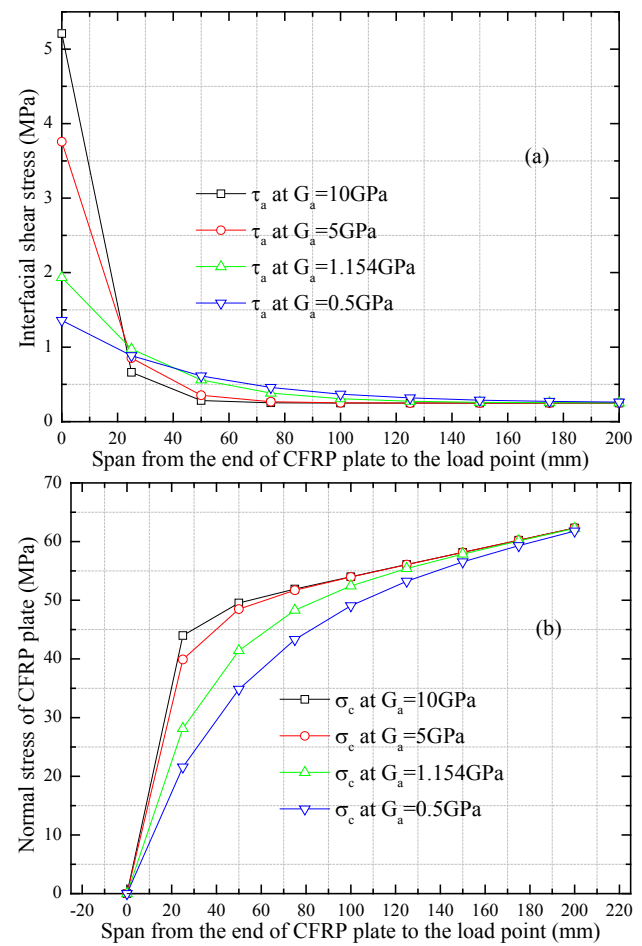 5
4
3
2
1
0
Interfacial shear stress (MPa)
(a)
τₐ at Gₐ=10GPa
τₐ at Gₐ=5GPa
τₐ at Gₐ=1.154GPa
τₐ at Gₐ=0.5GPa
0 20 40 60 80 100 120 140 160 180 200
Span from the end of CFRP plate to the load point (mm)
70
60
50
40
30
20
10
0
Normal stress of CFRP plate (MPa)
(b)
σ_c at Gₐ=10GPa
σ_c at Gₐ=5GPa
σ_c at Gₐ=1.154GPa
σ_c at Gₐ=0.5GPa
-20 0 20 40 60 80 100 120 140 160 180 200 220
Span from the end of CFRP plate to the load point (mm)